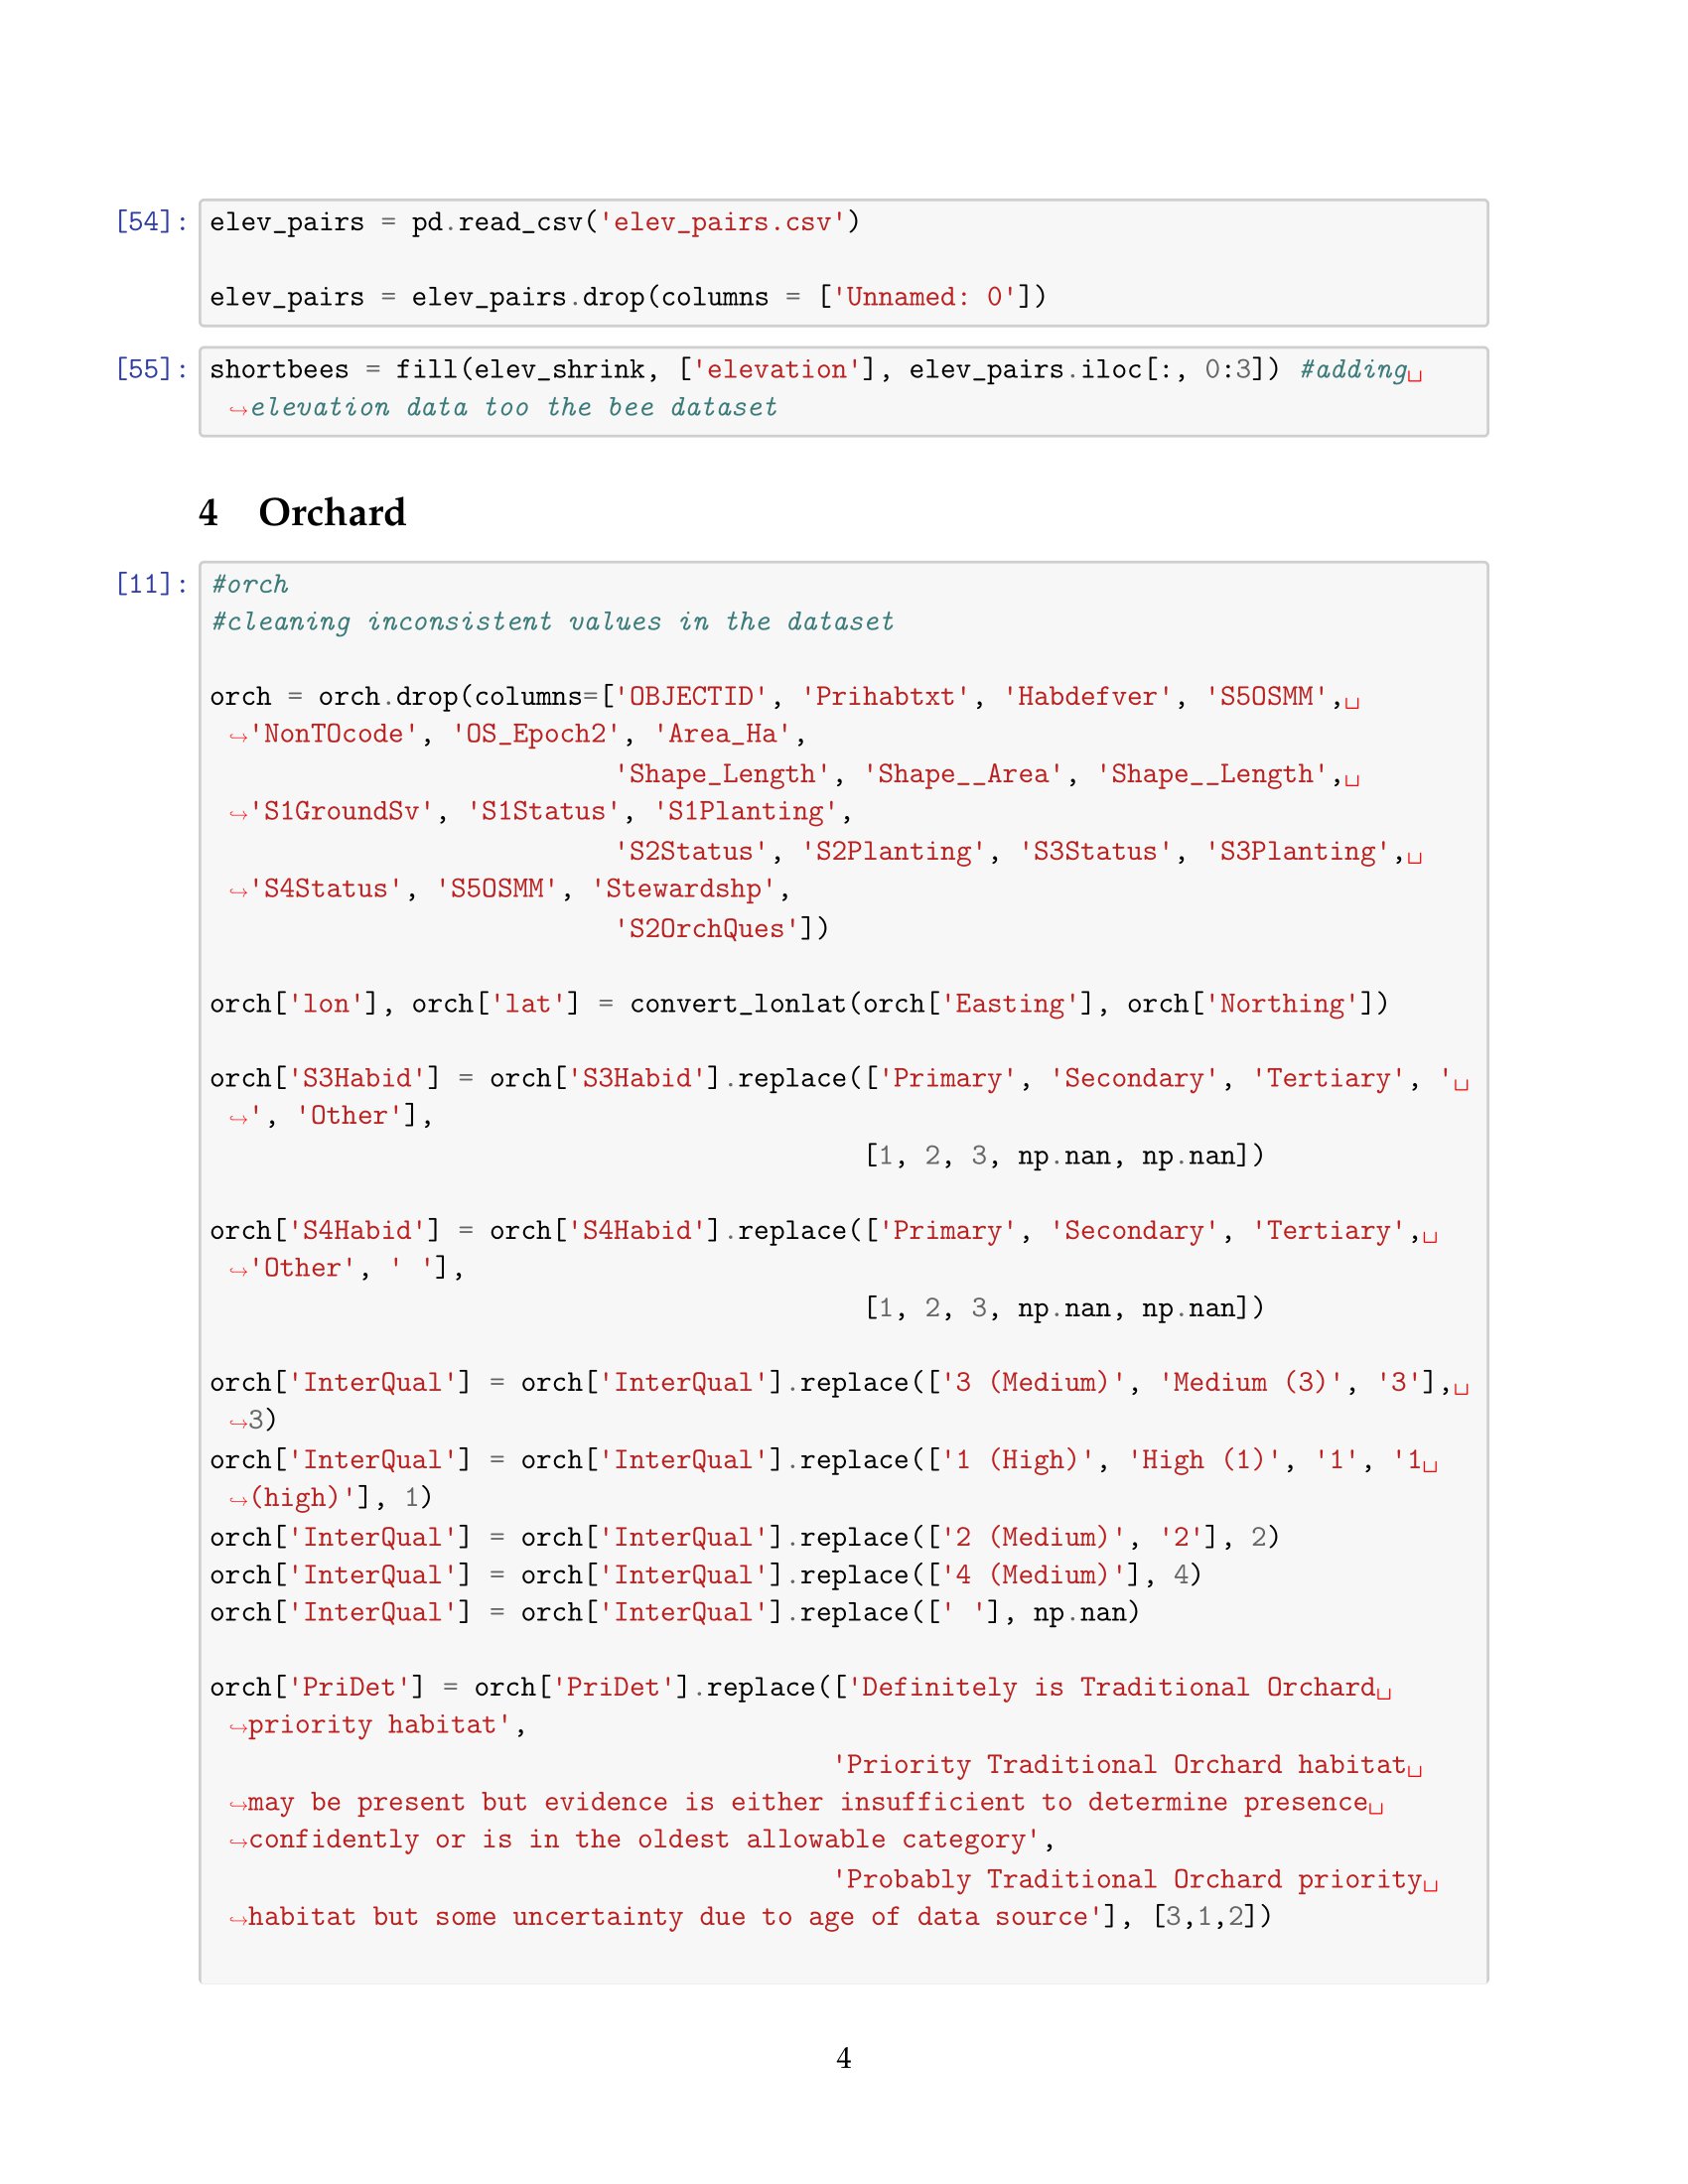 [54]: elev_pairs = pd.read_csv('elev_pairs.csv')
elev_pairs = elev_pairs.drop(columns = ['Unnamed: 0'])
[55]: shortbees = fill(elev_shrink, ['elevation'], elev_pairs.iloc[:, 0:3]) #adding␣
↪elevation data too the bee dataset
4 Orchard
[11]: #orch
#cleaning inconsistent values in the dataset
orch = orch.drop(columns=['OBJECTID', 'Prihabtxt', 'Habdefver', 'S5OSMM',␣
↪'NonTOcode', 'OS_Epoch2', 'Area_Ha',
'Shape_Length', 'Shape__Area', 'Shape__Length',␣
↪'S1GroundSv', 'S1Status', 'S1Planting',
'S2Status', 'S2Planting', 'S3Status', 'S3Planting',␣
↪'S4Status', 'S5OSMM', 'Stewardshp',
'S2OrchQues'])
orch['lon'], orch['lat'] = convert_lonlat(orch['Easting'], orch['Northing'])
orch['S3Habid'] = orch['S3Habid'].replace(['Primary', 'Secondary', 'Tertiary', '␣
↪', 'Other'],
[1, 2, 3, np.nan, np.nan])
orch['S4Habid'] = orch['S4Habid'].replace(['Primary', 'Secondary', 'Tertiary',␣
↪'Other', ' '],
[1, 2, 3, np.nan, np.nan])
orch['InterQual'] = orch['InterQual'].replace(['3 (Medium)', 'Medium (3)', '3'],␣
↪3)
orch['InterQual'] = orch['InterQual'].replace(['1 (High)', 'High (1)', '1', '1␣
↪(high)'], 1)
orch['InterQual'] = orch['InterQual'].replace(['2 (Medium)', '2'], 2)
orch['InterQual'] = orch['InterQual'].replace(['4 (Medium)'], 4)
orch['InterQual'] = orch['InterQual'].replace([' '], np.nan)
orch['PriDet'] = orch['PriDet'].replace(['Definitely is Traditional Orchard␣
↪priority habitat',
'Priority Traditional Orchard habitat␣
↪may be present but evidence is either insufficient to determine presence␣
↪confidently or is in the oldest allowable category',
'Probably Traditional Orchard priority␣
↪habitat but some uncertainty due to age of data source'], [3,1,2])
4